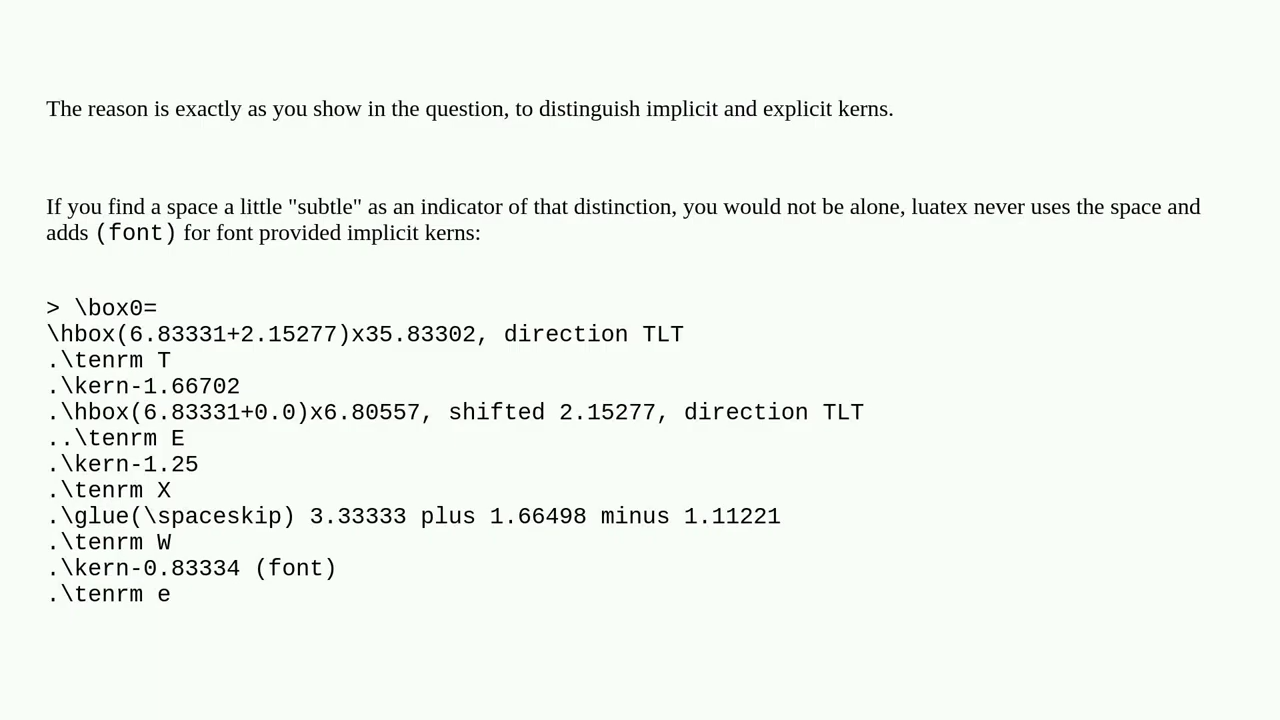 The reason is exactly as you show in the question, to distinguish implicit and explicit kerns.
If you find a space a little "subtle" as an indicator of that distinction, you would not be alone, luatex never uses the space and
adds (font) for font provided implicit kerns:
> \box0=
\hbox(6.83331+2.15277)x35.83302, direction TLT
.\tenrm T
.\kern-1.66702
.\hbox(6.83331+0.0)x6.80557, shifted 2.15277, direction TLT
..\tenrm E
.\kern-1.25
.\tenrm X
.\glue(\spaceskip) 3.33333 plus 1.66498 minus 1.11221
.\tenrm W
.\kern-0.83334 (font)
.\tenrm e